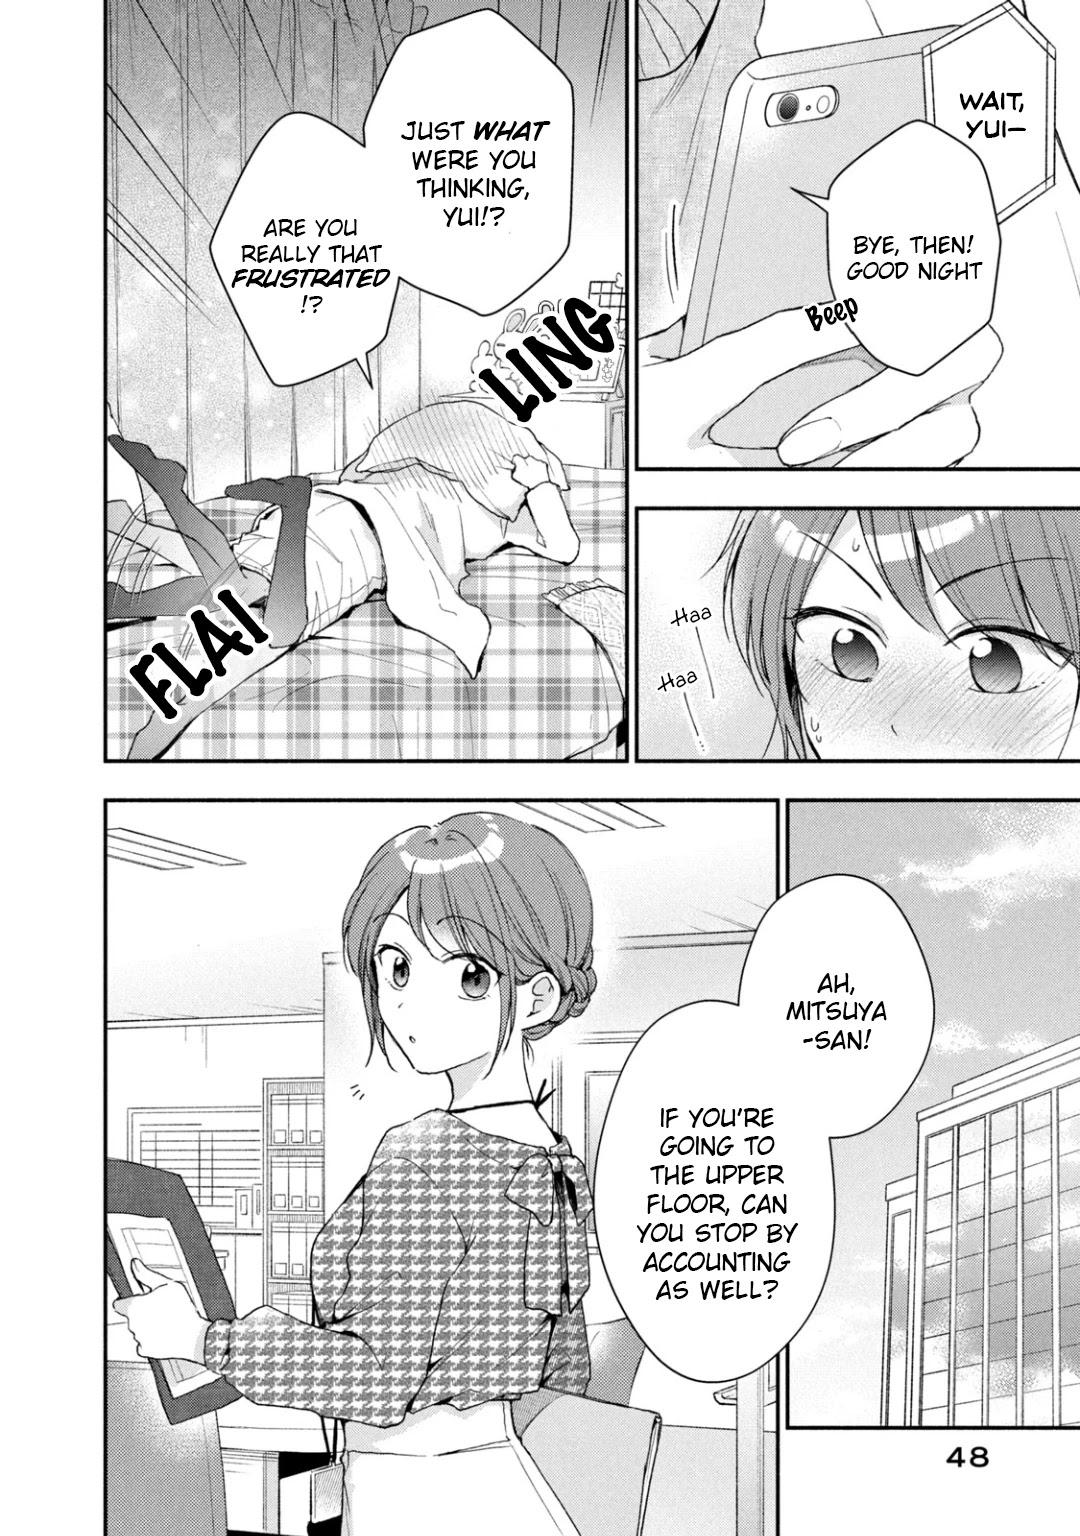 WAIT,
YUI—
BYE, THEN!
GOOD NIGHT
Beep
Haa
Haa
JUST WHAT
WERE YOU
THINKING,
YUI!?
ARE YOU
REALLY THAT
FRUSTRATED
!?
LING
FLAI
AH,
MITSUYA
-SAN!
IF YOU'RE
GOING TO
THE UPPER
FLOOR, CAN
YOU STOP BY
ACCOUNTING
AS WELL?
48